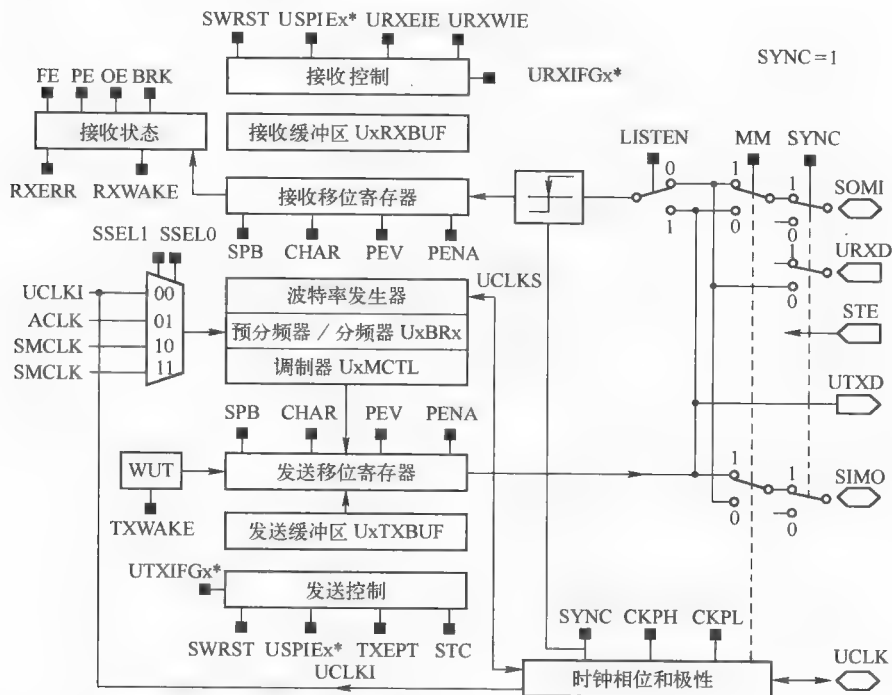 SWRST USPIEx* URXEIE URXWIE
SYNC=1
接收控制
URXIFGx*
FE PE OE BRK
接收状态
接收缓冲区 UxRXBUF
LISTEN MM SYNC
RXERR RXWAKE
接收移位寄存器
0 1 1 SOMI
1 0 0
SSEL1 SSEL0
SPB CHAR PEV PENA
1 URXD
0
UCLKS
UCLKI 00
波特率发生器
ACLK 01
预分频器 / 分频器 UxBRx
STE
SMCLK 10
SMCLK 11
调制器 UxMCTL
UTXD
SPB CHAR PEV PENA
WUT
发送移位寄存器
1 1 SIMO
0 0
TXWAKE
发送缓冲区 UxTXBUF
UTXIFGx*
发送控制
SYNC CKPH CKPL
SWRST USPIEx* TXEPT STC
UCLKI
时钟相位和极性
UCLK